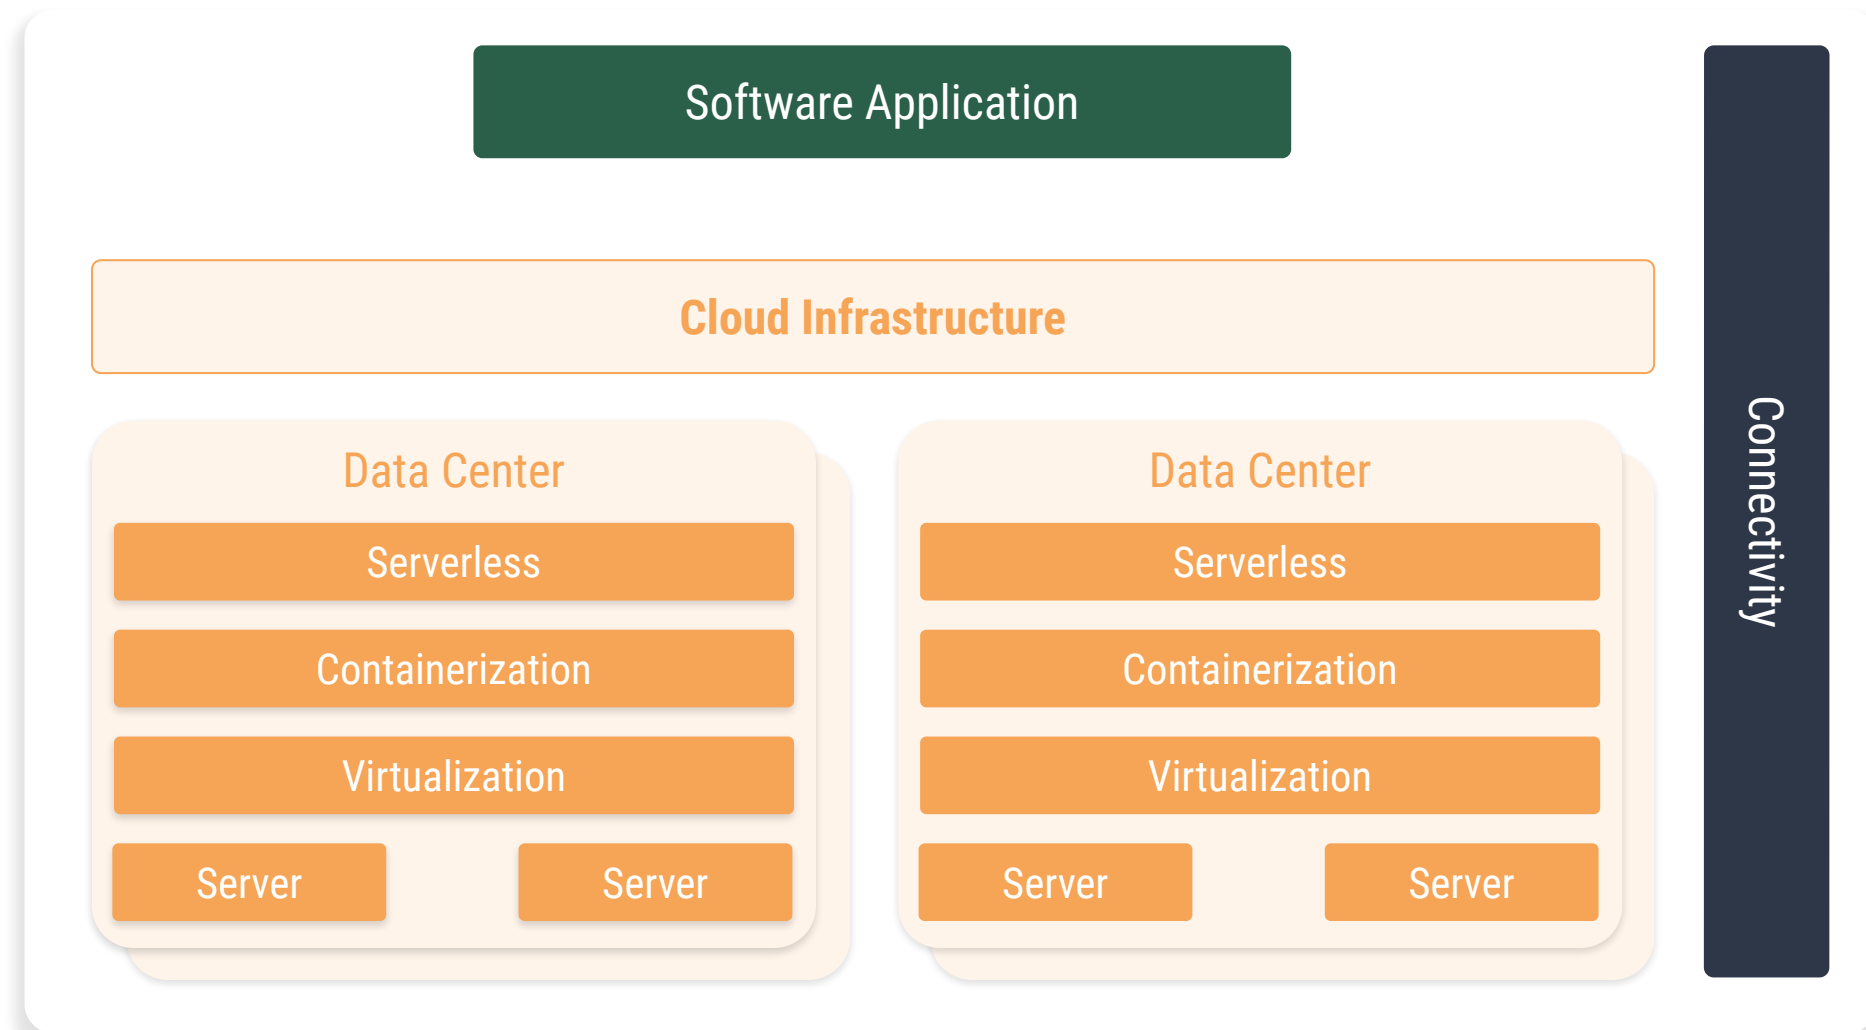 Software Application
Cloud Infrastructure
Data Center
Serverless
Containerization
Virtualization
Server
Server
Data Center
Serverless
Containerization
Virtualization
Server
Server
Connectivity